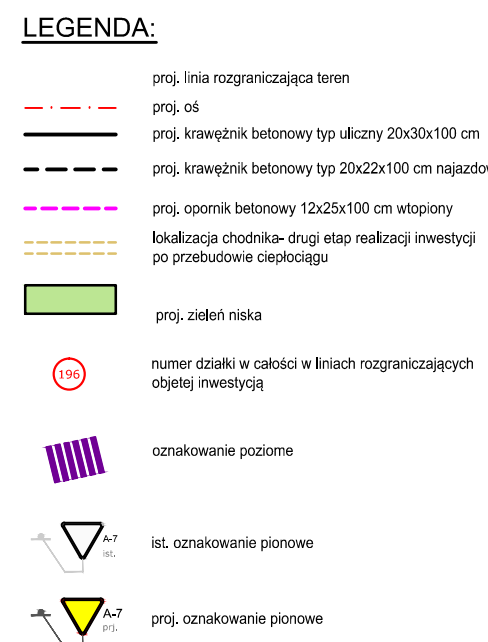 LEGENDA:
proj. linia rozgraniczająca teren
proj. oś
proj. krawężnik betonowy typ uliczny 20x30x100 cm
proj. krawężnik betonowy typ 20x22x100 cm najazdow
proj. opornik betonowy 12x25x100 cm wtopiony
lokalizacja chodnika- drugi etap realizacji inwestycji
po przebudowie ciepłociągu
proj. zieleń niska
196
numer działki w całości w liniach rozgraniczających
objetej inwestycją
oznakowanie poziome
A-7
ist.
ist. oznakowanie pionowe
A-7
prj.
proj. oznakowanie pionowe